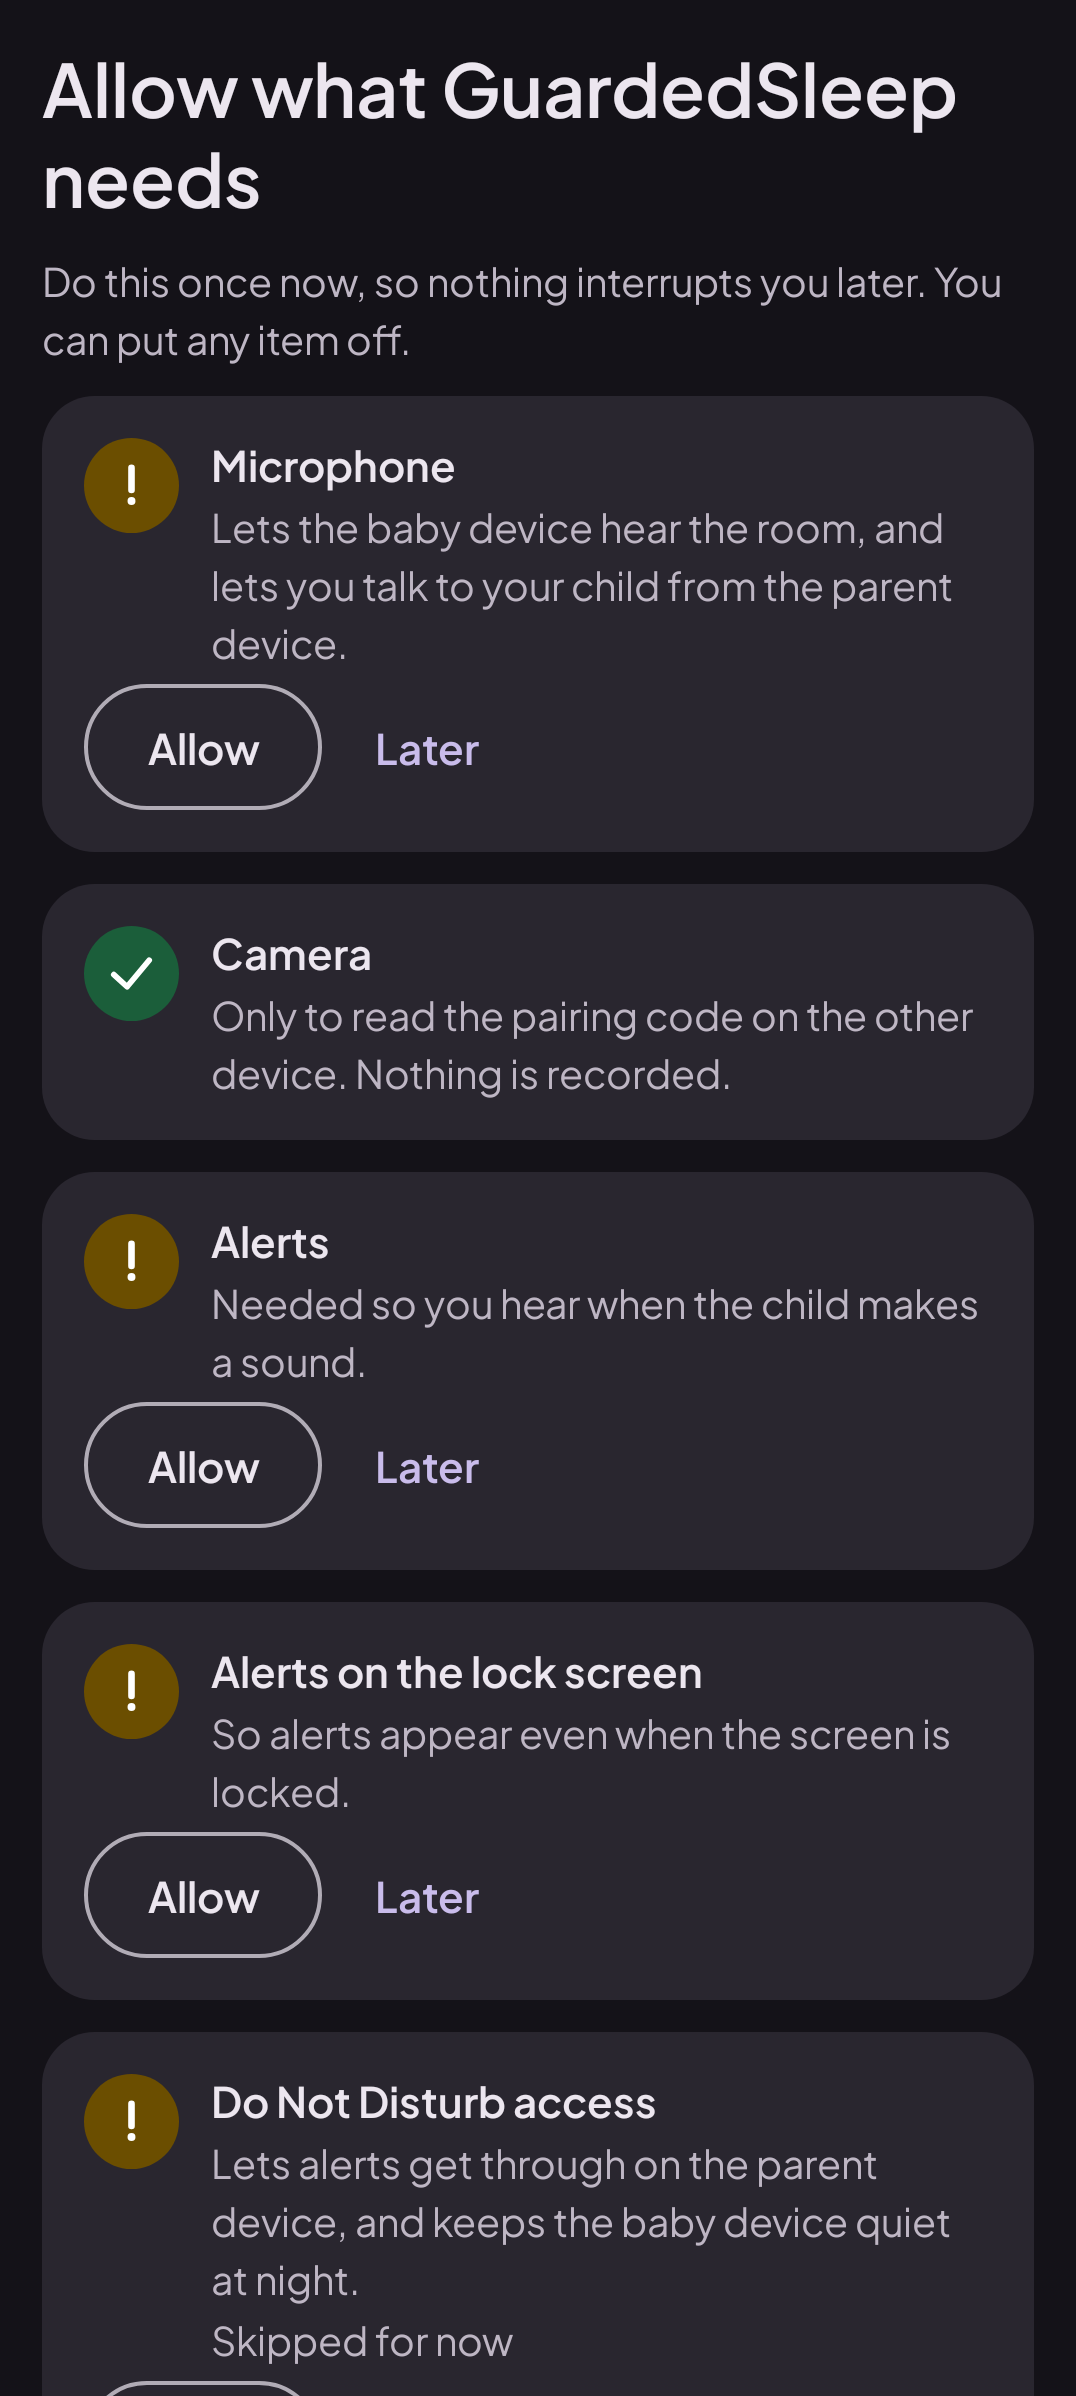 Allow what GuardedSleep
needs
Do this once now, so nothing interrupts you later. You
can put any item off.
Microphone
Lets the baby device hear the room, and
lets you talk to your child from the parent
device.
Allow
Later
Camera
Only to read the pairing code on the other
device. Nothing is recorded.
Alerts
Needed so you hear when the child makes
a sound.
Allow
Later
Alerts on the lock screen
So alerts appear even when the screen is
locked.
Allow
Later
Do Not Disturb access
Lets alerts get through on the parent
device, and keeps the baby device quiet
at night.
Skipped for now